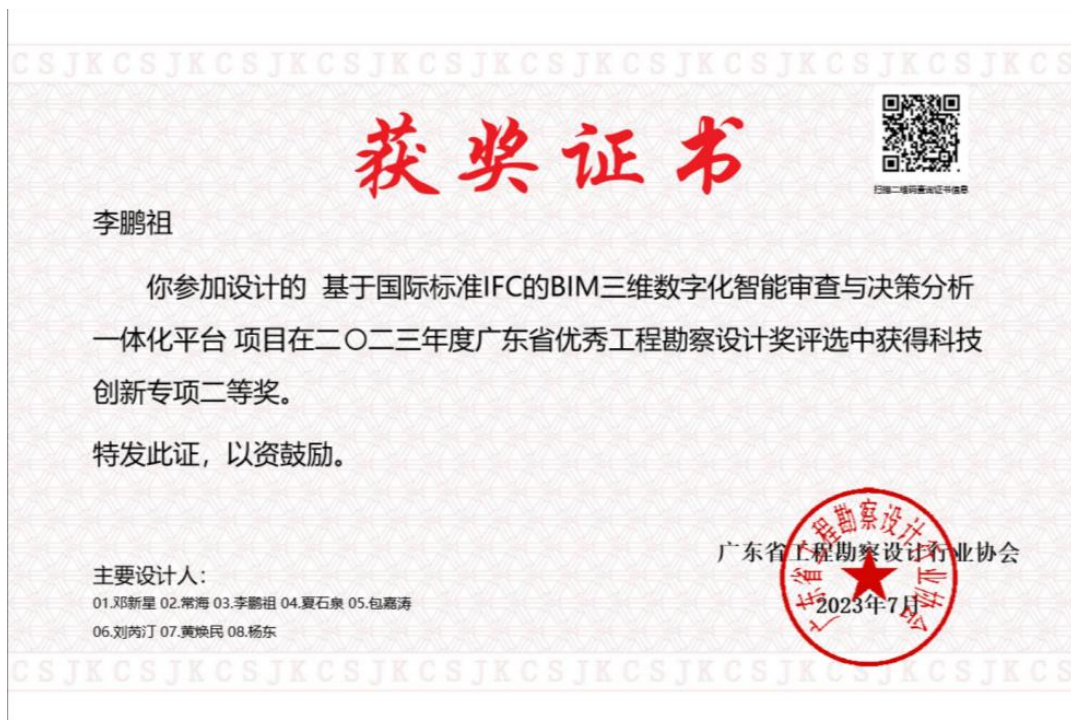 CSJKCSJKCSJKCSJKCSJKCSJKCSJKCSJKCS
获奖证书
扫描二维码查询证书信息
李鹏祖
你参加设计的 基于国际标准IFC的BIM三维数字化智能审查与决策分析
一体化平台 项目在二〇二三年度广东省优秀工程勘察设计奖评选中获得科技
创新专项二等奖。
特发此证，以资鼓励。
广东省工程勘察设计行业协会
广东省工程勘察设计行业协会
2023年7月
主要设计人：
01.邓新星 02.常海 03.李鹏祖 04.夏石泉 05.包嘉涛
06.刘芮汀 07.黄焕民 08.杨东
CSJKCSJKCSJKCSJKCSJKCSJKCSJKCSJKCS